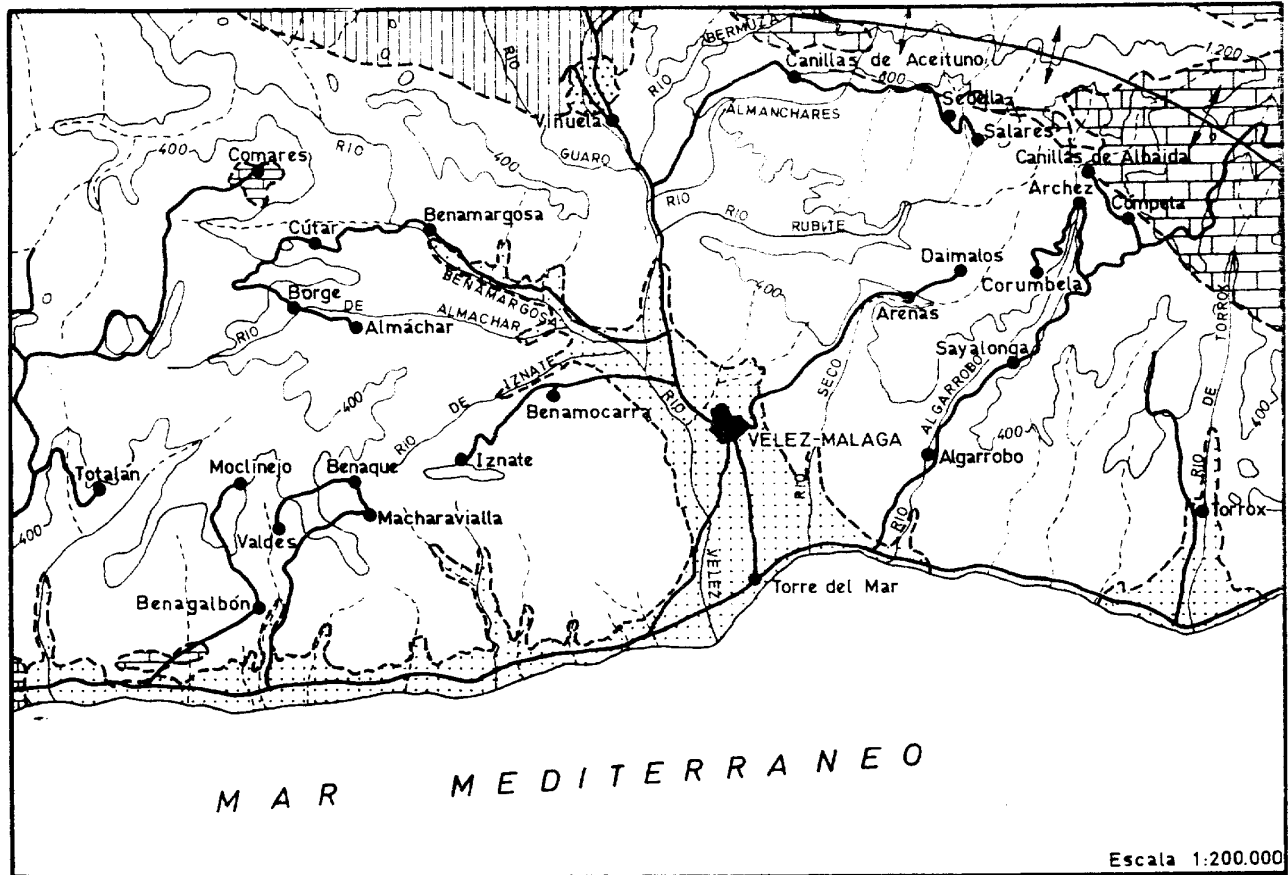 RIO
BERMUZA
RIO
1.200
Canillas de Aceituno
800
Sedella
Salares
ALMANCHARES
Viñuela
GUARO
400
RIO
Comares
400
Canillas de Albaida
Archez
Cómpeta
RIO
RIO
RUBITE
Benamargosa
Cútar
Daimalos
Corumbela
Arenas
BENAMARGOSA
400
Borge
DE
ALMACHAR
Almáchar
RIO
TORROX
Sayalonga
SECO
ALGARROBO
IZNATE
DE
RIO
Benamocarra
RIO
400
DE
400
400
VELEZ-MALAGA
Algarrobo
Iznate
Moclinejo
Benaque
Totalán
RIO
RIO
Torrox
Macharavialla
Valdés
400
RIO
VELEZ
Torre del Mar
Benagalbón
MAR MEDITERRANEO
Escala 1:200.000